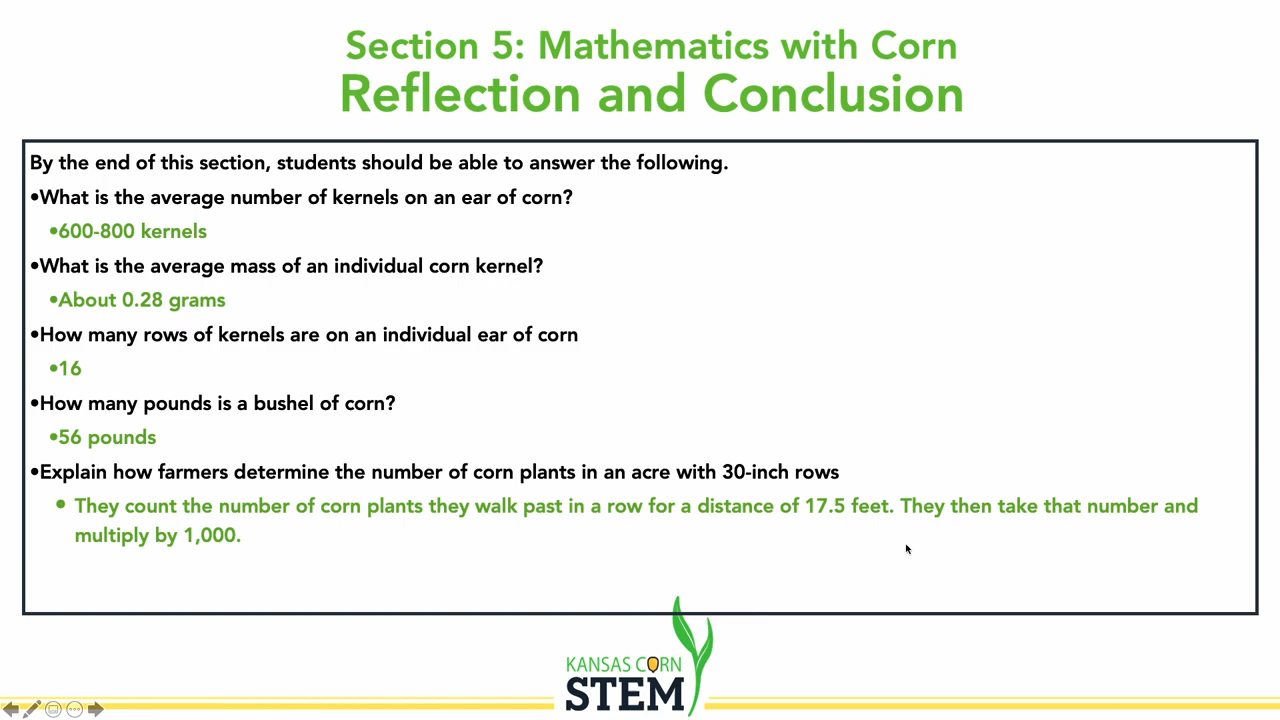 Section 5: Mathematics with Corn
Reflection and Conclusion
By the end of this section, students should be able to answer the following.
•What is the average number of kernels on an ear of corn?
•600-800 kernels
•What is the average mass of an individual corn kernel?
•About 0.28 grams
•How many rows of kernels are on an individual ear of corn
•16
•How many pounds is a bushel of corn?
•56 pounds
•Explain how farmers determine the number of corn plants in an acre with 30-inch rows
• They count the number of corn plants they walk past in a row for a distance of 17.5 feet. They then take that number and
multiply by 1,000.
KANSAS CORN
STEM